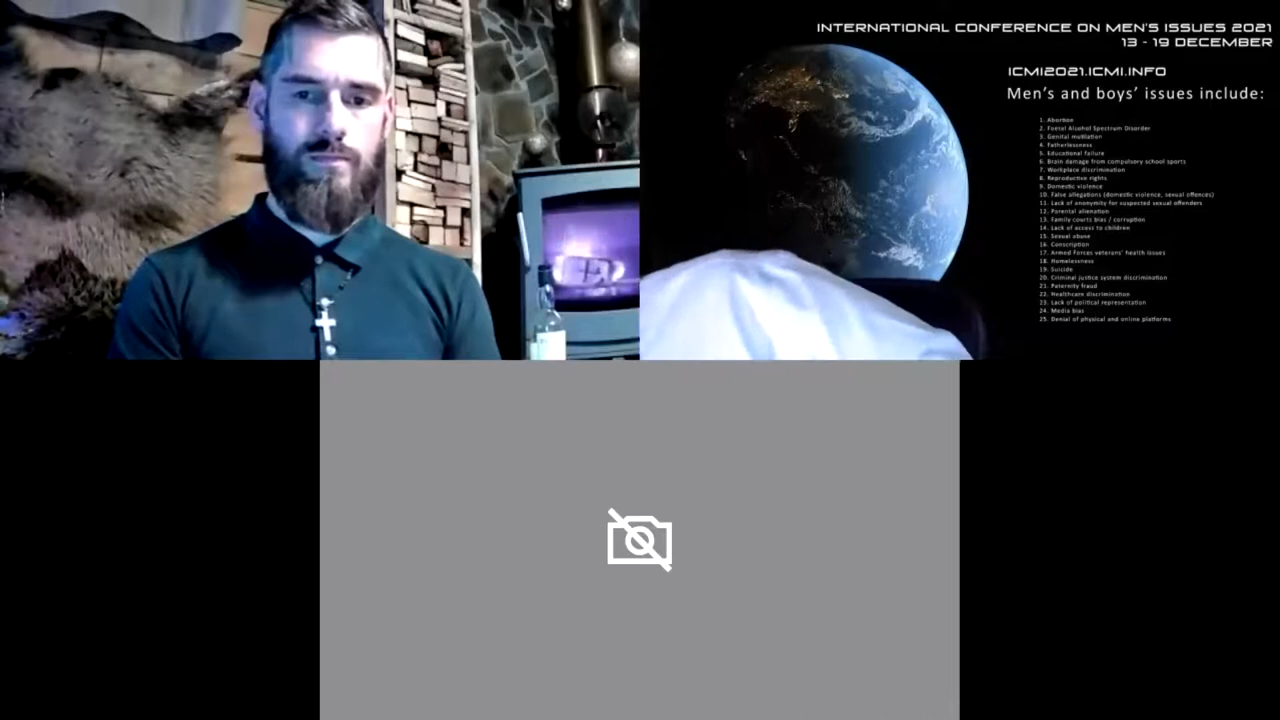 INTERNATIONAL CONFERENCE ON MEN'S ISSUES 2021
13 - 19 DECEMBER
ICMI2021.ICMI.INFO
Men's and boys' issues include:
1. Abortion
2. Foetal Alcohol Spectrum Disorder
3. Genital mutilation
4. Fatherlessness
5. Educational failure
6. Brain damage from compulsory school sports
7. Workplace discrimination
8. Reproductive rights
9. Domestic violence
10. False allegations (domestic violence, sexual offences)
11. Lack of anonymity for suspected sexual offenders
12. Parental alienation
13. Family courts bias / corruption
14. Lack of access to children
15. Sexual abuse
16. Conscription
17. Armed Forces veterans' health issues
18. Homelessness
19. Suicide
20. Criminal justice system discrimination
21. Paternity fraud
22. Healthcare discrimination
23. Lack of political representation
24. Media bias
25. Denial of physical and online platforms